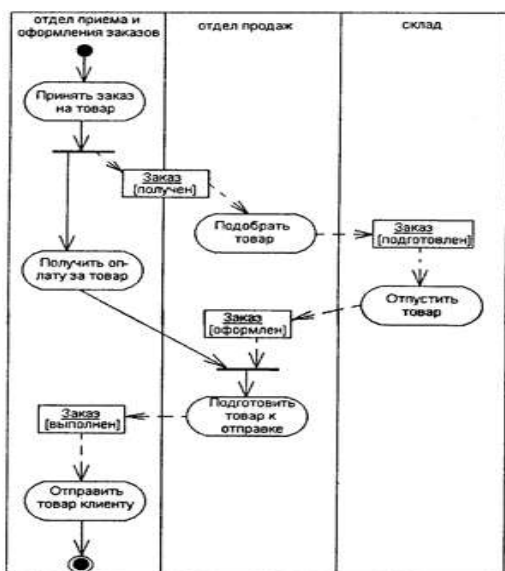 отдел приема и
оформления заказов
отдел продаж
склад
Принять заказ
на товар
Заказ
[получен]
Подобрать
товар
Заказ
[подготовлен]
Получить оп-
лату за товар
Отпустить
товар
Заказ
[оформлен]
Подготовить
товар к
отправке
Заказ
[выполнен]
Отправить
товар клиенту